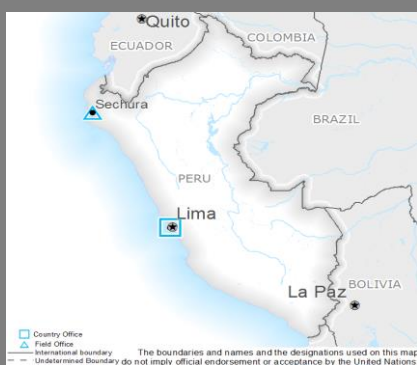 Quito
COLOMBIA
ECUADOR
Sechura
BRAZIL
PERU
Lima
BOLIVIA
La Paz
Country Office
Field Office
International boundary
The boundaries and names and the designations used on this map
Undetermined Boundary
do not imply official endorsement or acceptance by the United Nations